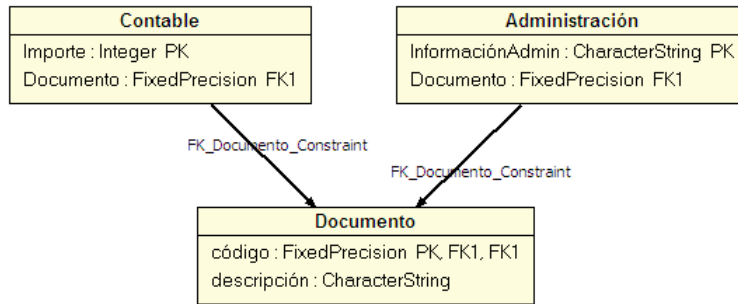 Contable
Importe : Integer PK
Documento : FixedPrecision FK1
Administración
InformaciónAdmin : CharacterString PK
Documento : FixedPrecision FK1
FK_Documento_Constraint
FK_Documento_Constraint
Documento
código : FixedPrecision PK, FK1, FK1
descripción : CharacterString